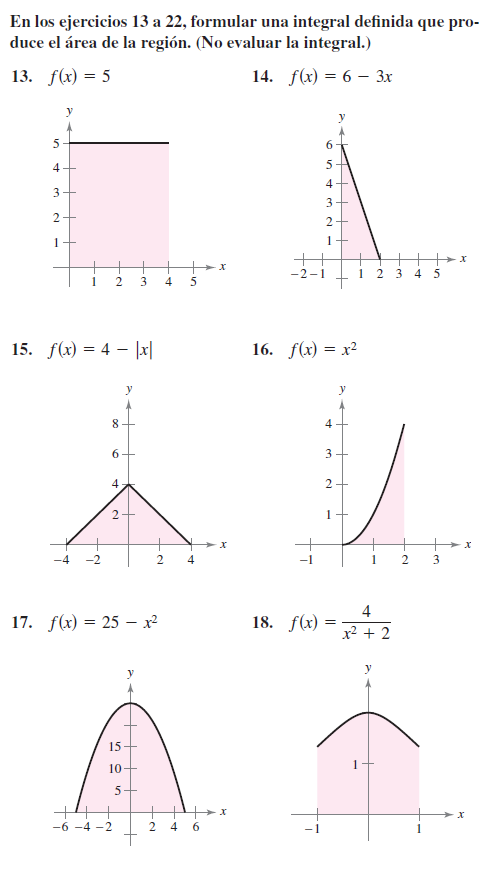 En los ejercicios 13 a 22, formular una integral definida que pro-
duce el área de la región. (No evaluar la integral.)
13. f(x) = 5
14. f(x) = 6 − 3x
y
5
4
3
2
1
1 2 3 4 5
x
y
6
5
4
3
2
1
−2 −1 1 2 3 4 5
x
15. f(x) = 4 − |x|
16. f(x) = x²
y
8
6
4
2
−4 −2 2 4
x
y
4
3
2
1
−1 1 2 3
x
17. f(x) = 25 − x²
18. f(x) = 4 / (x² + 2)
y
15
10
5
−6 −4 −2 2 4 6
x
y
1
−1 1
x